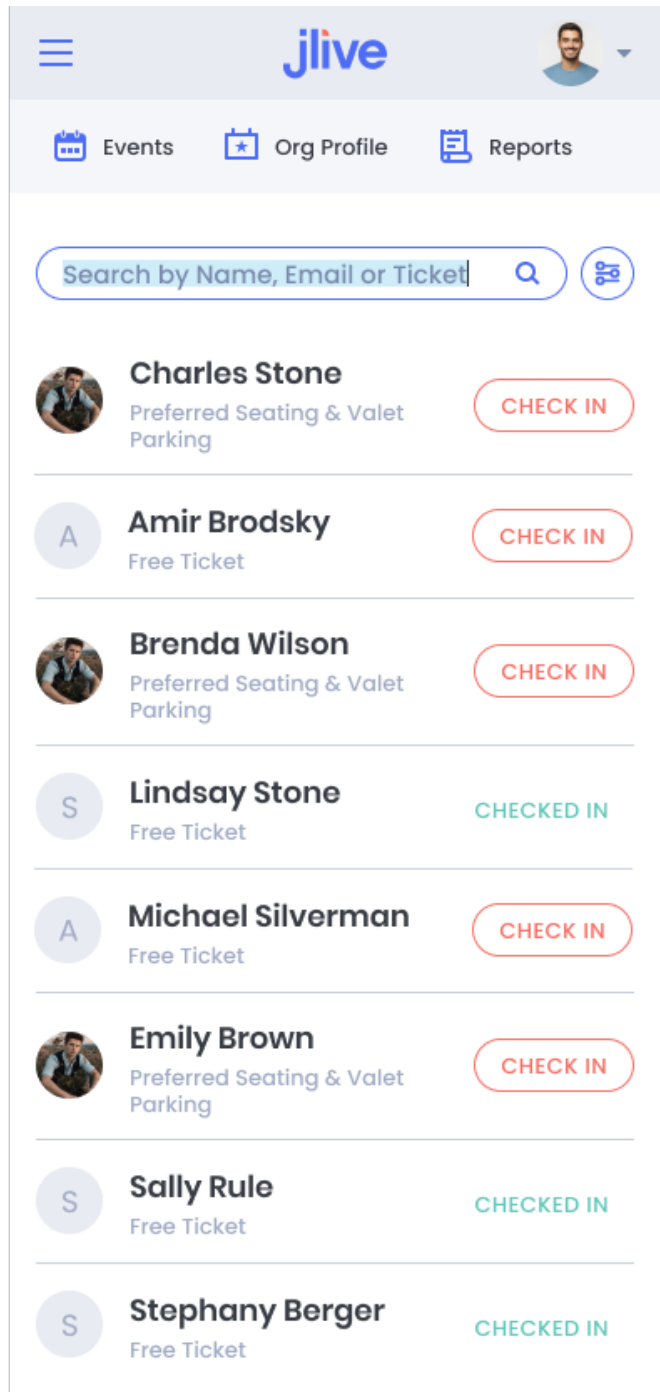 jlive
Events Org Profile Reports
Search by Name, Email or Ticket
Charles Stone
Preferred Seating & Valet
Parking
CHECK IN
A
Amir Brodsky
Free Ticket
CHECK IN
Brenda Wilson
Preferred Seating & Valet
Parking
CHECK IN
S
Lindsay Stone
Free Ticket
CHECKED IN
A
Michael Silverman
Free Ticket
CHECK IN
Emily Brown
Preferred Seating & Valet
Parking
CHECK IN
S
Sally Rule
Free Ticket
CHECKED IN
S
Stephany Berger
Free Ticket
CHECKED IN